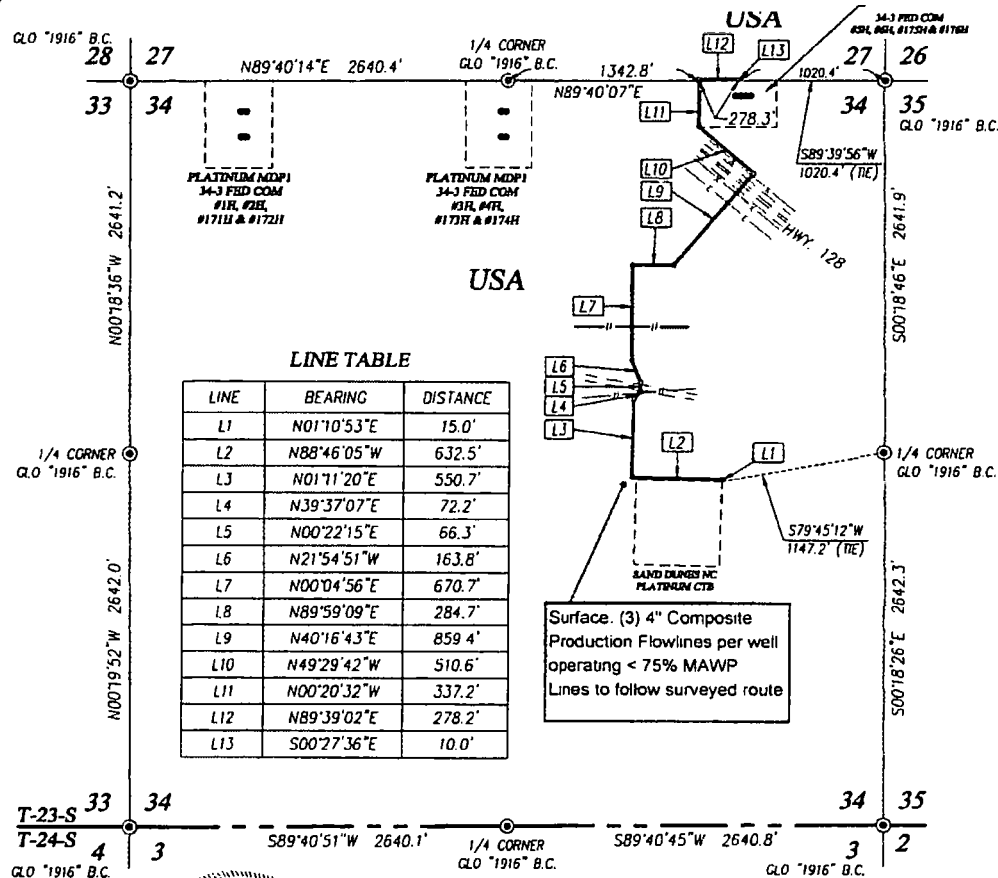 USA
GLO "1916" B.C.
28 27
33 34
N89°40'14"E 2640.4'
1/4 CORNER
GLO "1916" B.C.
1342.8'
N89°40'07"E
L12
L13
34-3 FED COM
#5H, #6H, #175H & #176H
1020.4'
27 26
34 35
GLO "1916" B.C.
278.3'
L11
S89°39'56"W
1020.4' (TIE)
PLATINUM MDP1
34-3 FED COM
#1H, #2H,
#171H & #172H
PLATINUM MDP1
34-3 FED COM
#3H, #4H,
#173H & #174H
L10
L9
L8
HWY. 128
N00°18'36"W 2641.2'
S00°18'46"E 2641.9'
USA
L7
L6
L5
L4
L3
L2
L1
1/4 CORNER
GLO "1916" B.C.
1/4 CORNER
GLO "1916" B.C.
S79°45'12"W
1147.2' (TIE)
SAND DUNES NC
PLATINUM CTB
LINE TABLE
LINE BEARING DISTANCE
L1 N01°10'53"E 15.0'
L2 N88°46'05"W 632.5'
L3 N01°11'20"E 550.7'
L4 N39°37'07"E 72.2'
L5 N00°22'15"E 66.3'
L6 N21°54'51"W 163.8'
L7 N00°04'56"E 670.7'
L8 N89°59'09"E 284.7'
L9 N40°16'43"E 859.4'
L10 N49°29'42"W 510.6'
L11 N00°20'32"W 337.2'
L12 N89°39'02"E 278.2'
L13 S00°27'36"E 10.0'
Surface. (3) 4" Composite
Production Flowlines per well
operating < 75% MAWP
Lines to follow surveyed route
N00°19'52"W 2642.0'
S00°18'26"E 2642.3'
T-23-S 33 34
T-24-S 4 3
GLO "1916" B.C.
S89°40'51"W 2640.1'
1/4 CORNER
GLO "1916" B.C.
S89°40'45"W 2640.8'
34 35
3 2
GLO "1916" B.C.